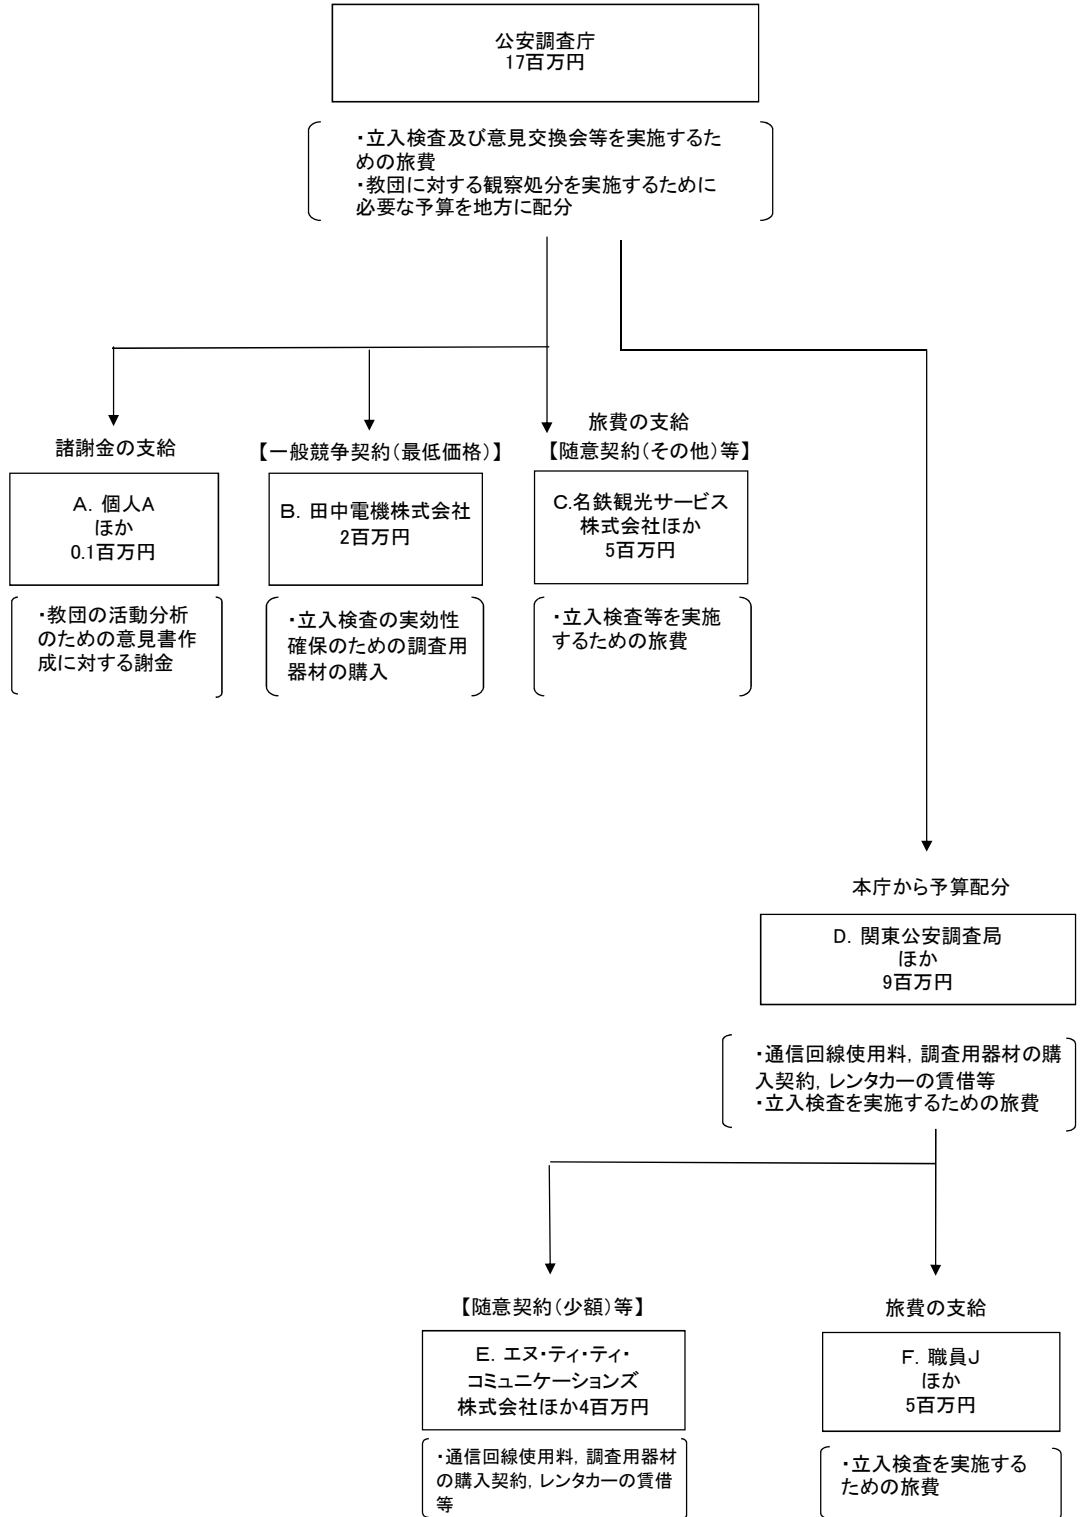 公安調査庁
17百万円
・立入検査及び意見交換会等を実施するた
めの旅費
・教団に対する観察処分を実施するために
必要な予算を地方に配分
諸謝金の支給
A．個人A
ほか
0.1百万円
・教団の活動分析
のための意見書作
成に対する謝金
【一般競争契約（最低価格）】
B．田中電機株式会社
2百万円
・立入検査の実効性
確保のための調査用
器材の購入
旅費の支給
【随意契約（その他）等】
C.名鉄観光サービス
株式会社ほか
5百万円
・立入検査等を実施
するための旅費
本庁から予算配分
D．関東公安調査局
ほか
9百万円
・通信回線使用料，調査用器材の購
入契約，レンタカーの賃借等
・立入検査を実施するための旅費
【随意契約（少額）等】
E．エヌ・ティ・ティ・
コミュニケーションズ
株式会社ほか4百万円
・通信回線使用料，調査用器材
の購入契約，レンタカーの賃借
等
旅費の支給
F．職員J
ほか
5百万円
・立入検査を実施する
ための旅費